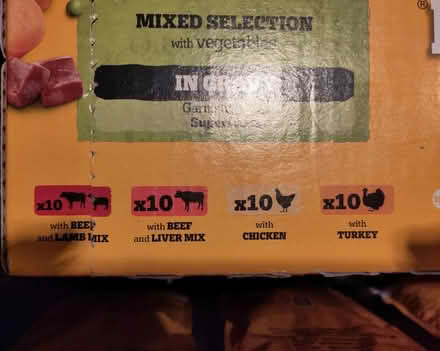 MIXED SELECTION
with vegetables
IN GRAVY
x10
with BEEF
and LAMB MIX
x10
with BEEF
and LIVER MIX
x10
with
CHICKEN
x10
with
TURKEY
®